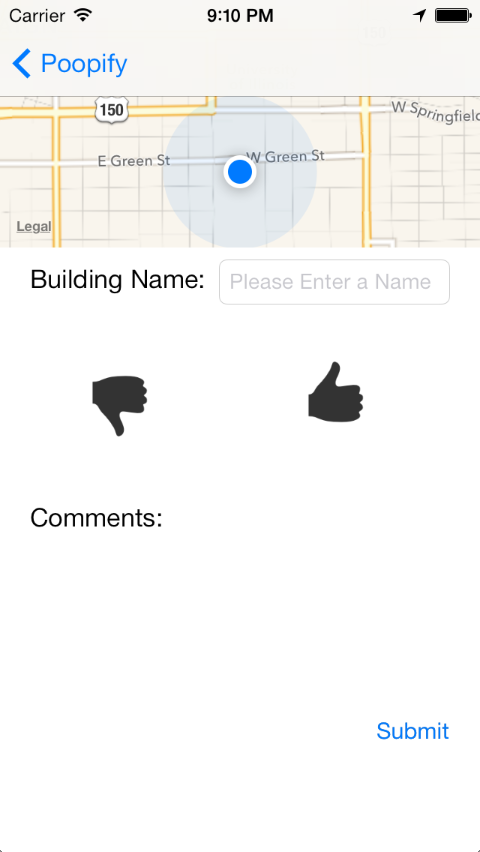 Carrier 9:10 PM
Poopify
150
W Springfield
E Green St
W Green St
Legal
Building Name: Please Enter a Name
Comments:
Submit